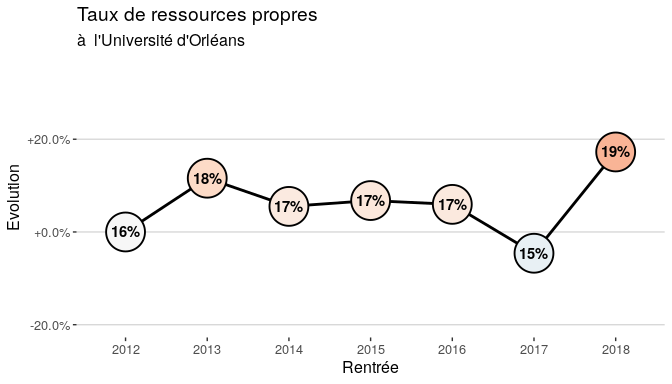 Taux de ressources propres
à  l'Université d'Orléans
Evolution
+20.0%
+0.0%
-20.0%
16%
18%
17%
17%
17%
15%
19%
2012 2013 2014 2015 2016 2017 2018
Rentrée